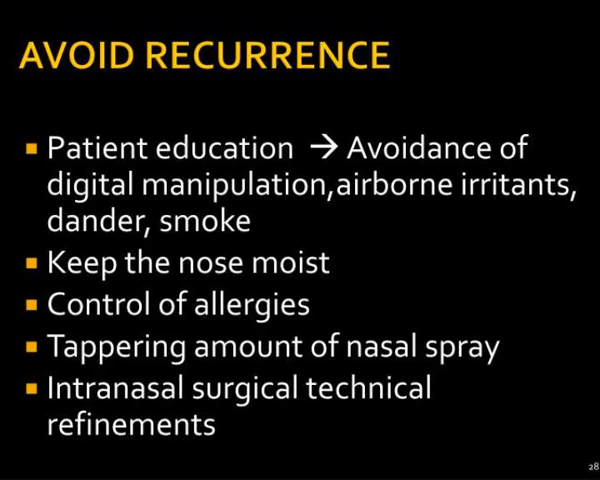 AVOID RECURRENCE
Patient education → Avoidance of
digital manipulation,airborne irritants,
dander, smoke
Keep the nose moist
Control of allergies
Tappering amount of nasal spray
Intranasal surgical technical
refinements
28